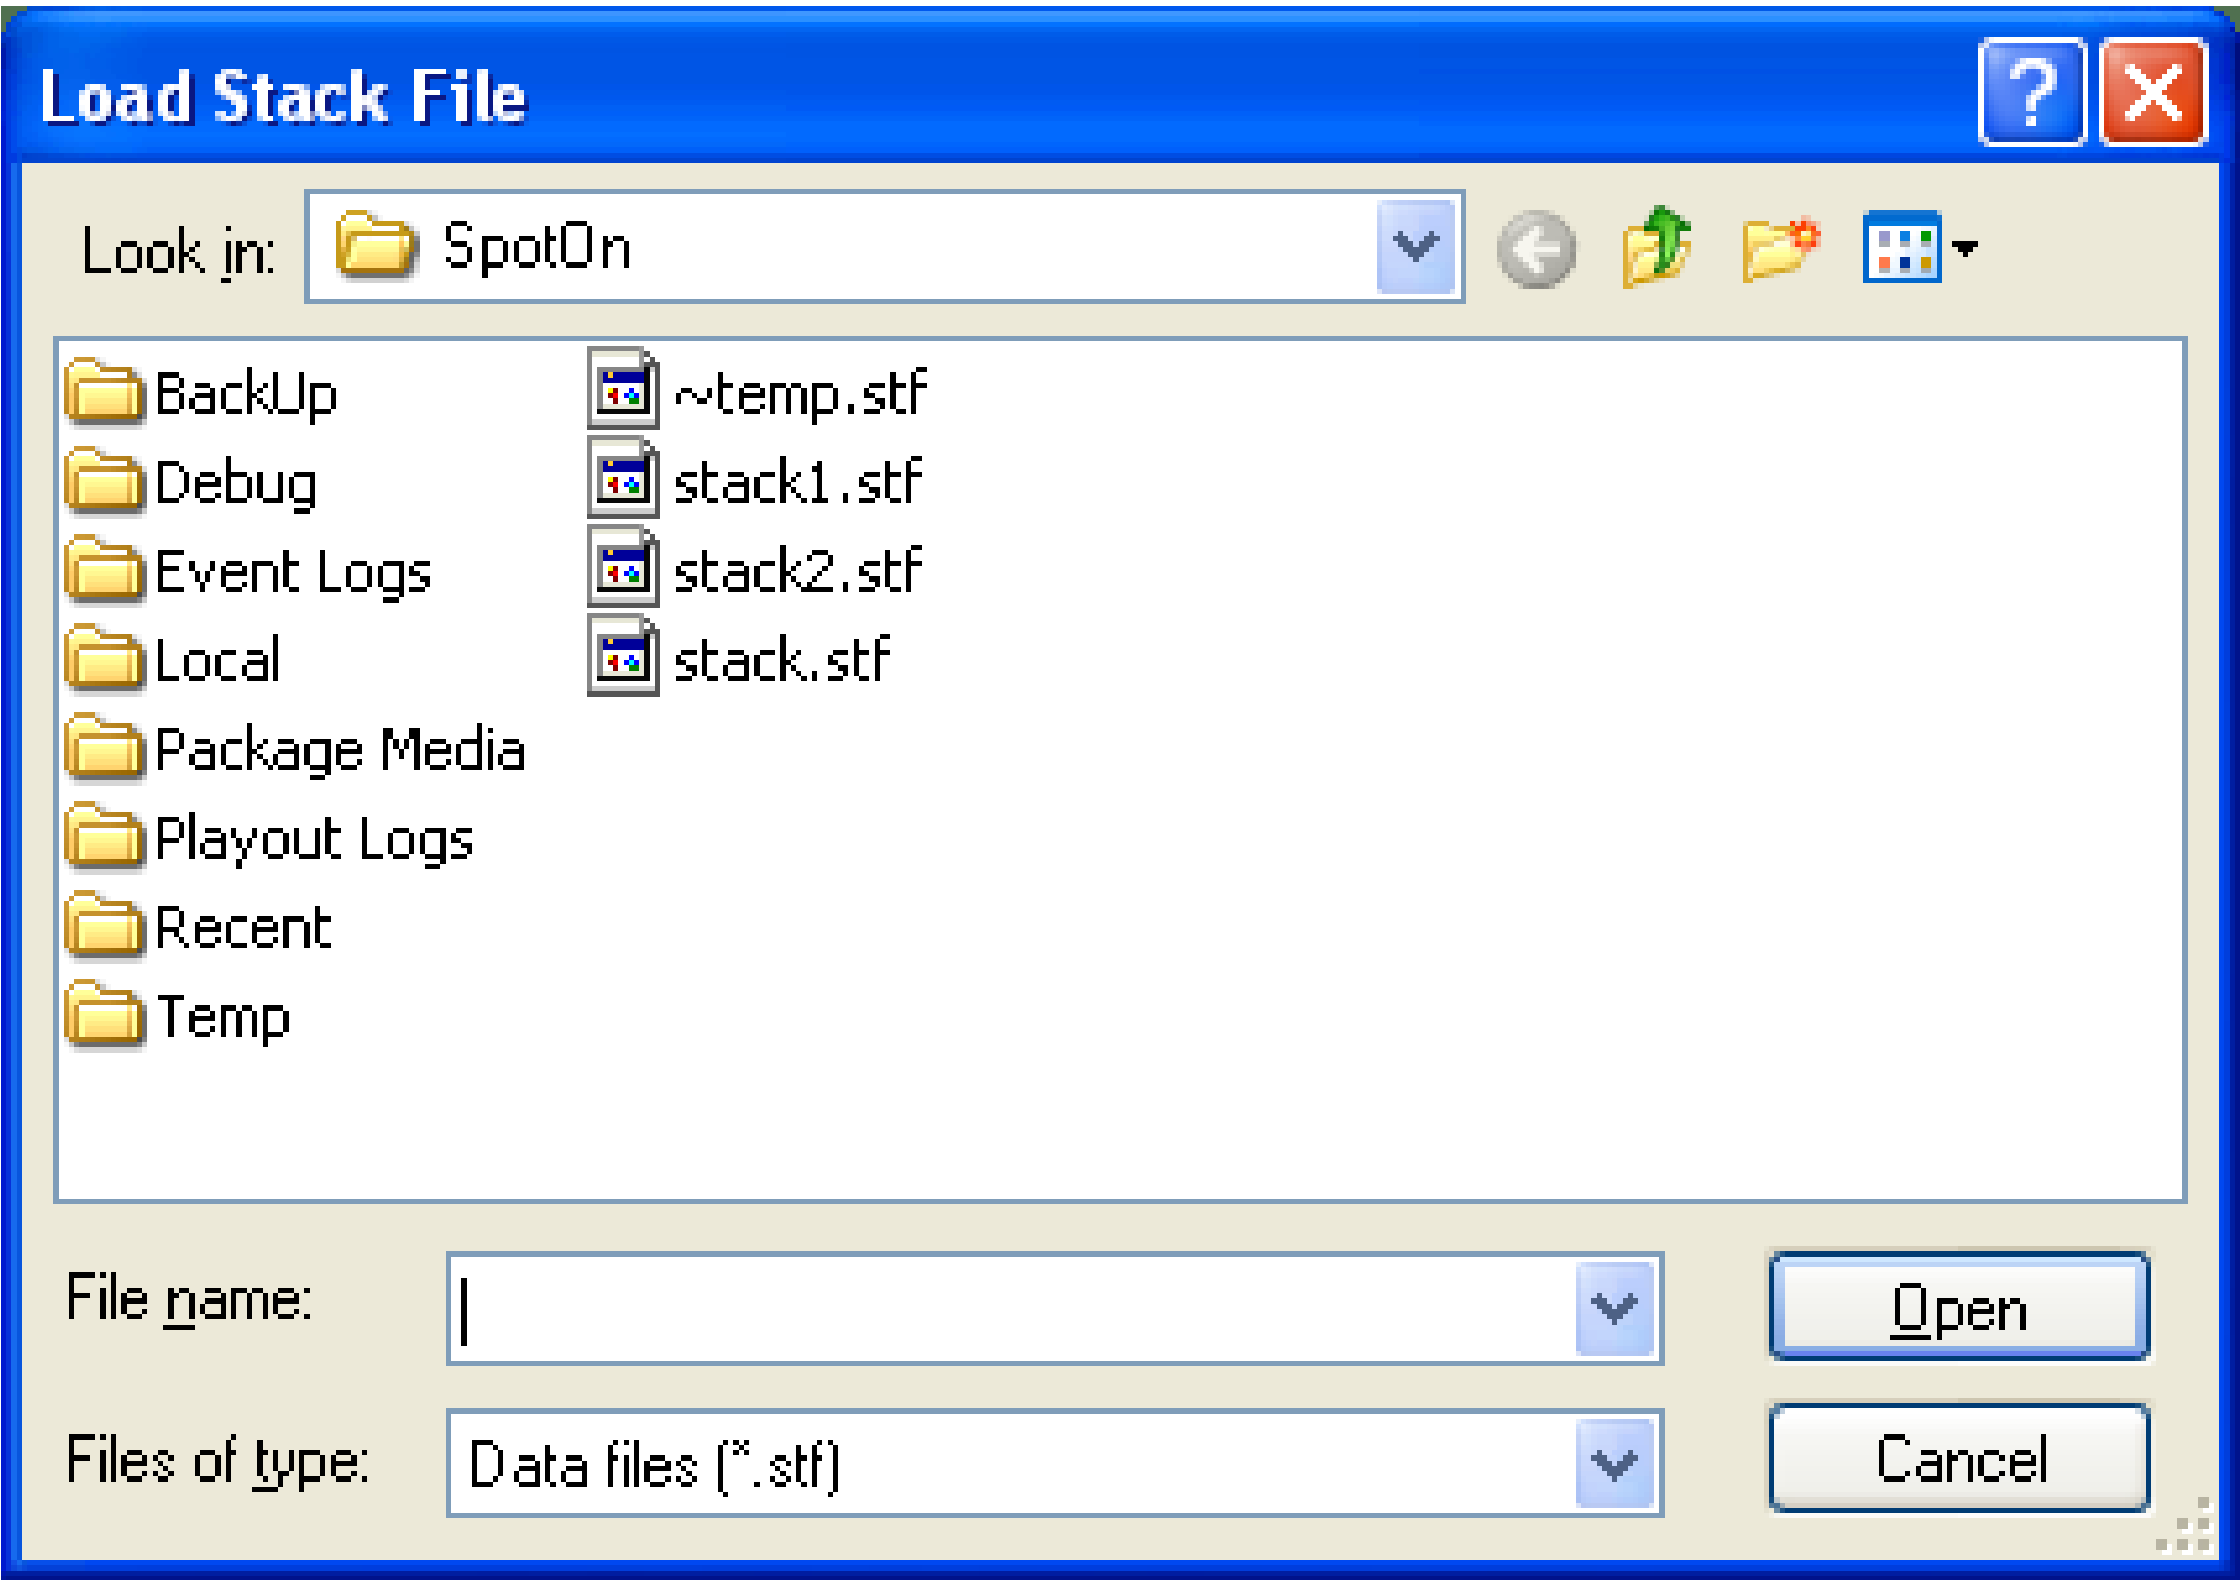 Load Stack File
Look in: SpotOn
BackUp
Debug
Event Logs
Local
Package Media
Playout Logs
Recent
Temp
~temp.stf
stack1.stf
stack2.stf
stack.stf
File name:
Open
Files of type: Data files (*.stf)
Cancel